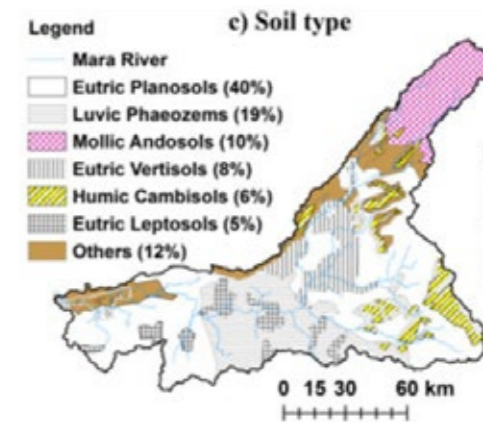 Legend
c) Soil type
Mara River
Eutric Planosols (40%)
Luvic Phaeozems (19%)
Mollic Andosols (10%)
Eutric Vertisols (8%)
Humic Cambisols (6%)
Eutric Leptosols (5%)
Others (12%)
0 15 30 60 km